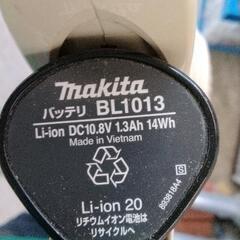 makita
バッテリ BL1013
Li-ion DC10.8V 1.3Ah 14Wh
Made in Vietnam
S
893818A4
Li-ion 20
リチウムイオン電池は
リサイクルへ